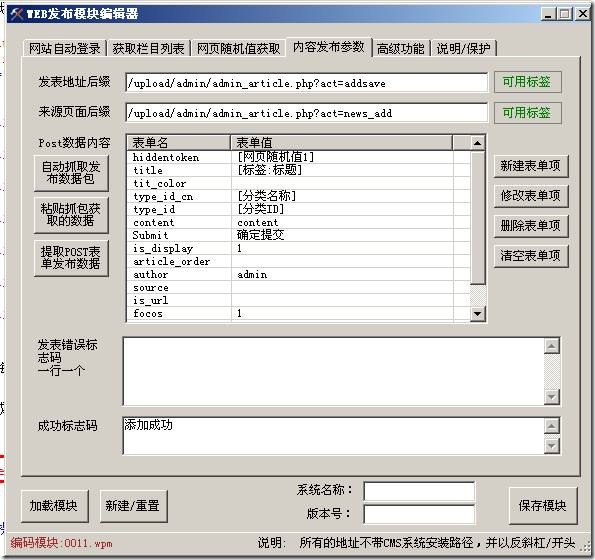 WEB发布模块编辑器
网站自动登录 获取栏目列表 网页随机值获取 内容发布参数 高级功能 说明/保护
发表地址后缀 /upload/admin/admin_article.php?act=addsave 可用标签
来源页面后缀 /upload/admin/admin_article.php?act=news_add 可用标签
Post数据内容 表单名 表单值
自动抓取发布数据包
粘贴抓包获取的数据
提取POST表单发布数据
hiddentoken [网页随机值1]
title [标签:标题]
tit_color
type_id_cn [分类名称]
type_id [分类ID]
content content
Submit 确定提交
is_display 1
article_order
author admin
source
is_url
focos 1
新建表单项
修改表单项
删除表单项
清空表单项
发表错误标志码
一行一个
成功标志码 添加成功
加载模块 新建/重置 系统名称： 版本号： 保存模块
编码模块:0011.wpm 说明: 所有的地址不带CMS系统安装路径，并以反斜杠/开头